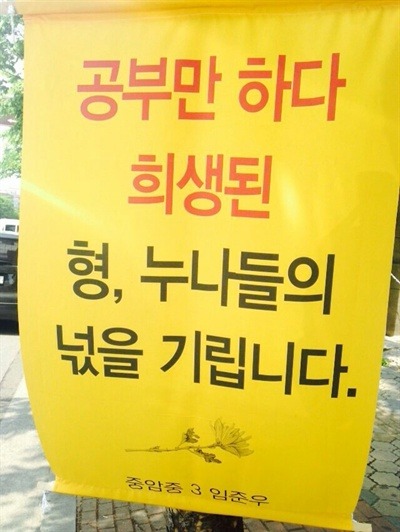 공부만 하다
희생된
형, 누나들의
넋을 기립니다.
중암중 3 임준우